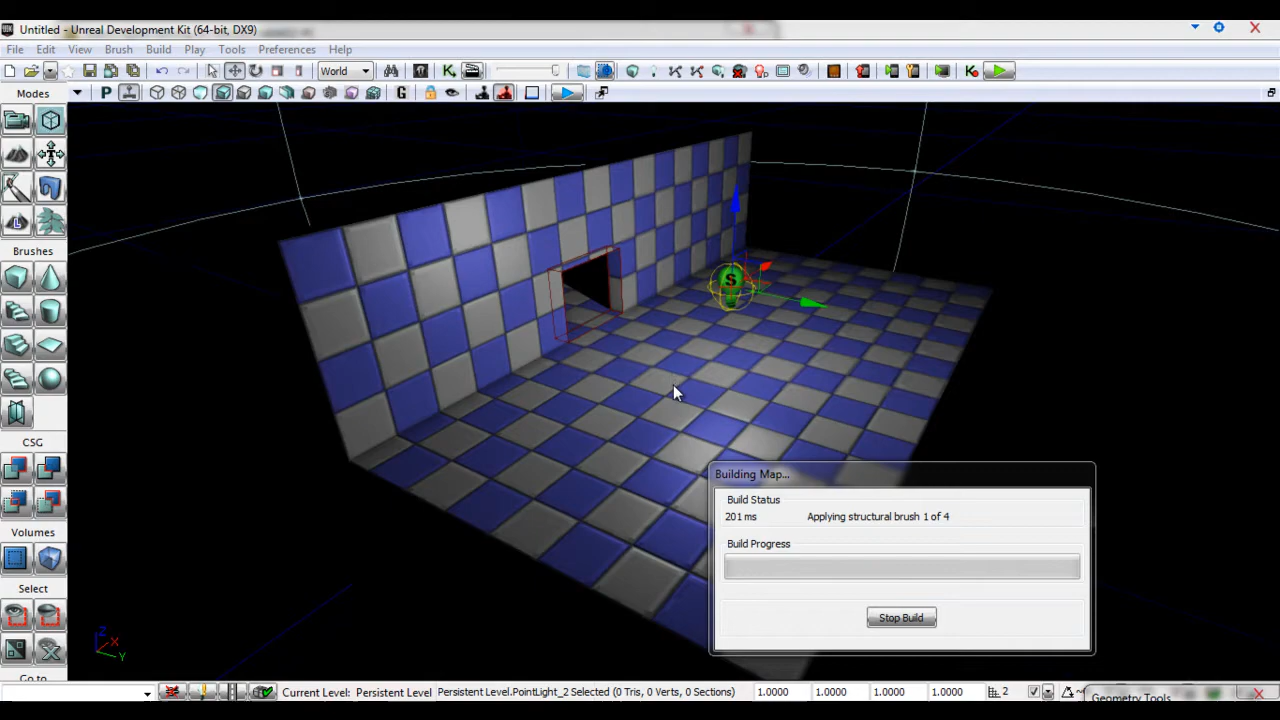 Untitled - Unreal Development Kit (64-bit, DX9)
File Edit View Brush Build Play Tools Preferences Help
World
Modes
P
G
Brushes
CSG
Volumes
Select
Go to
S
Building Map...
Build Status
201 ms Applying structural brush 1 of 4
Build Progress
Stop Build
Z
X
Y
Current Level: Persistent Level Persistent Level.PointLight_2 Selected (0 Tris, 0 Verts, 0 Sections) 1.0000 1.0000 1.0000 1.0000 2
Geometry Tools